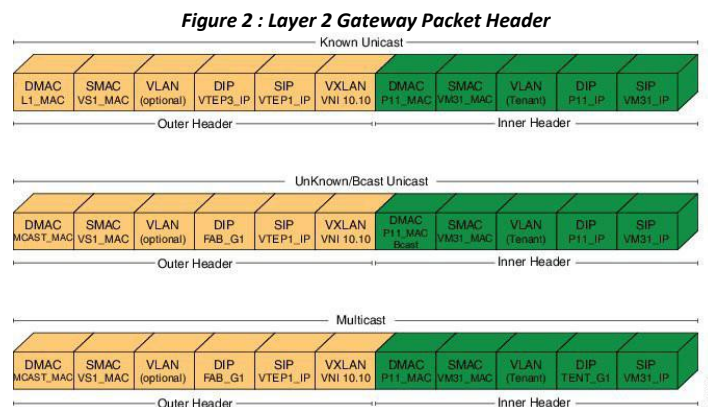 Figure 2 : Layer 2 Gateway Packet Header
Known Unicast
DMAC SMAC VLAN DIP SIP VXLAN DMAC SMAC VLAN DIP SIP
L1_MAC VS1_MAC (optional) VTEP3_IP VTEP1_IP VNI 10.10 P11_MAC VM31_MAC (Tenant) P11_IP VM31_IP
Outer Header Inner Header
UnKnown/Bcast Unicast
DMAC SMAC VLAN DIP SIP VXLAN DMAC SMAC VLAN DIP SIP
MCAST_MAC VS1_MAC (optional) FAB_G1 VTEP1_IP VNI 10.10 P11_MAC VM31_MAC (Tenant) P11_IP VM31_IP
Bcast
Outer Header Inner Header
Multicast
DMAC SMAC VLAN DIP SIP VXLAN DMAC SMAC VLAN DIP SIP
MCAST_MAC VS1_MAC (optional) FAB_G1 VTEP1_IP VNI 10.10 P11_MAC VM31_MAC (Tenant) TENT_G1 VM31_IP
Outer Header Inner Header